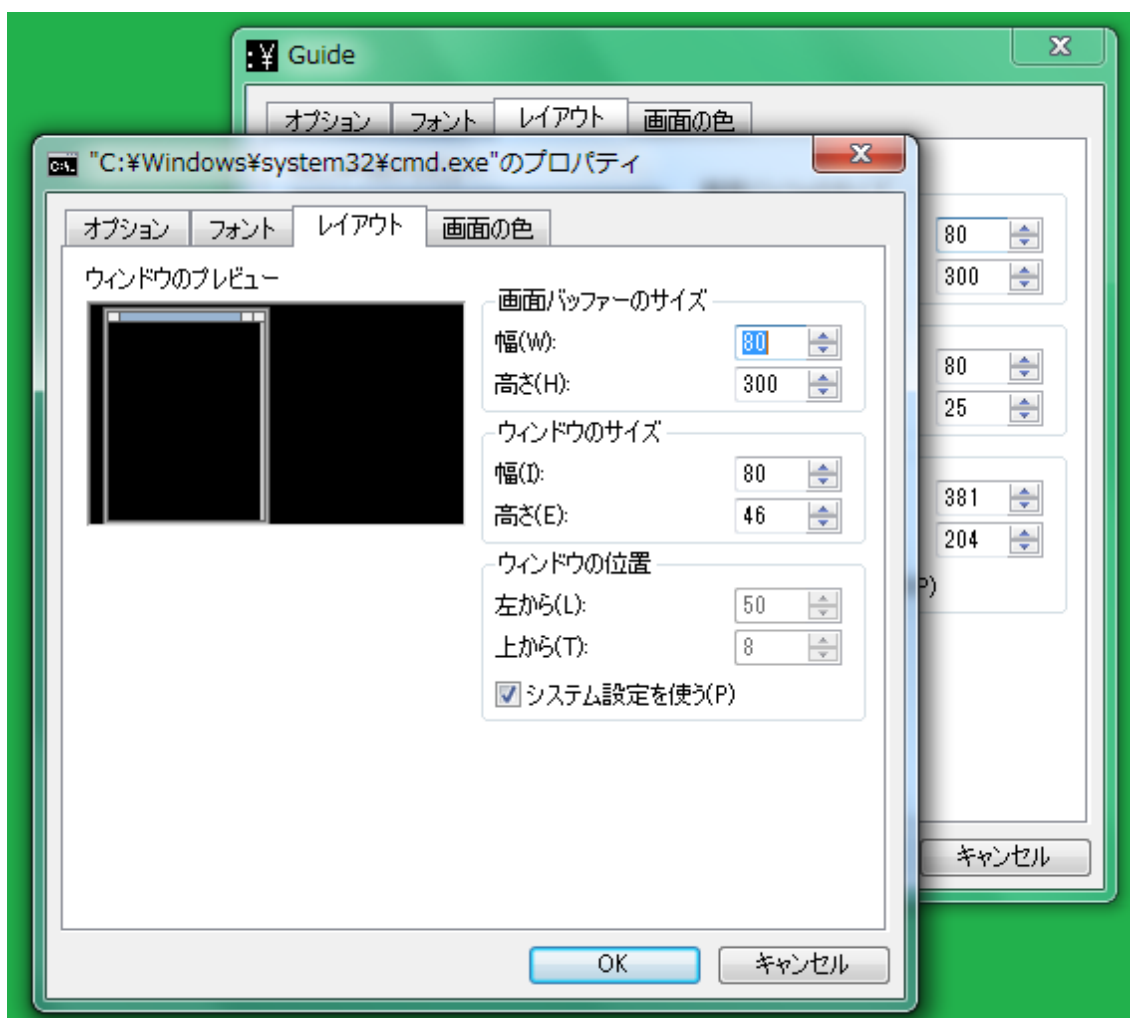 :¥ Guide
オプション フォント レイアウト 画面の色
"C:¥Windows¥system32¥cmd.exe"のプロパティ
オプション フォント レイアウト 画面の色
ウィンドウのプレビュー
画面バッファーのサイズ
幅(W): 80
高さ(H): 300
ウィンドウのサイズ
幅(I): 80
高さ(E): 46
ウィンドウの位置
左から(L): 50
上から(T): 8
システム設定を使う(P)
OK キャンセル
80
300
80
25
381
204
P)
キャンセル